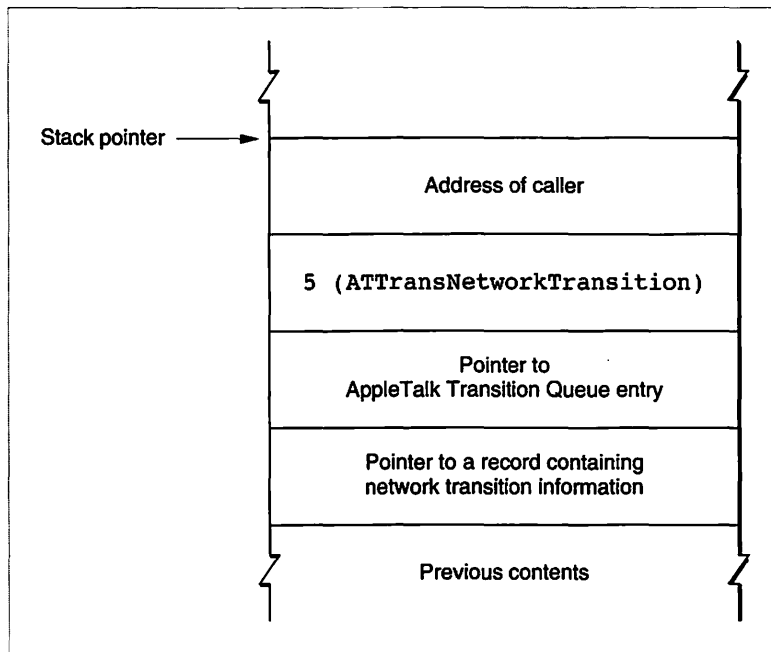 Stack pointer
Address of caller
5 (ATTransNetworkTransition)
Pointer to
AppleTalk Transition Queue entry
Pointer to a record containing
network transition information
Previous contents